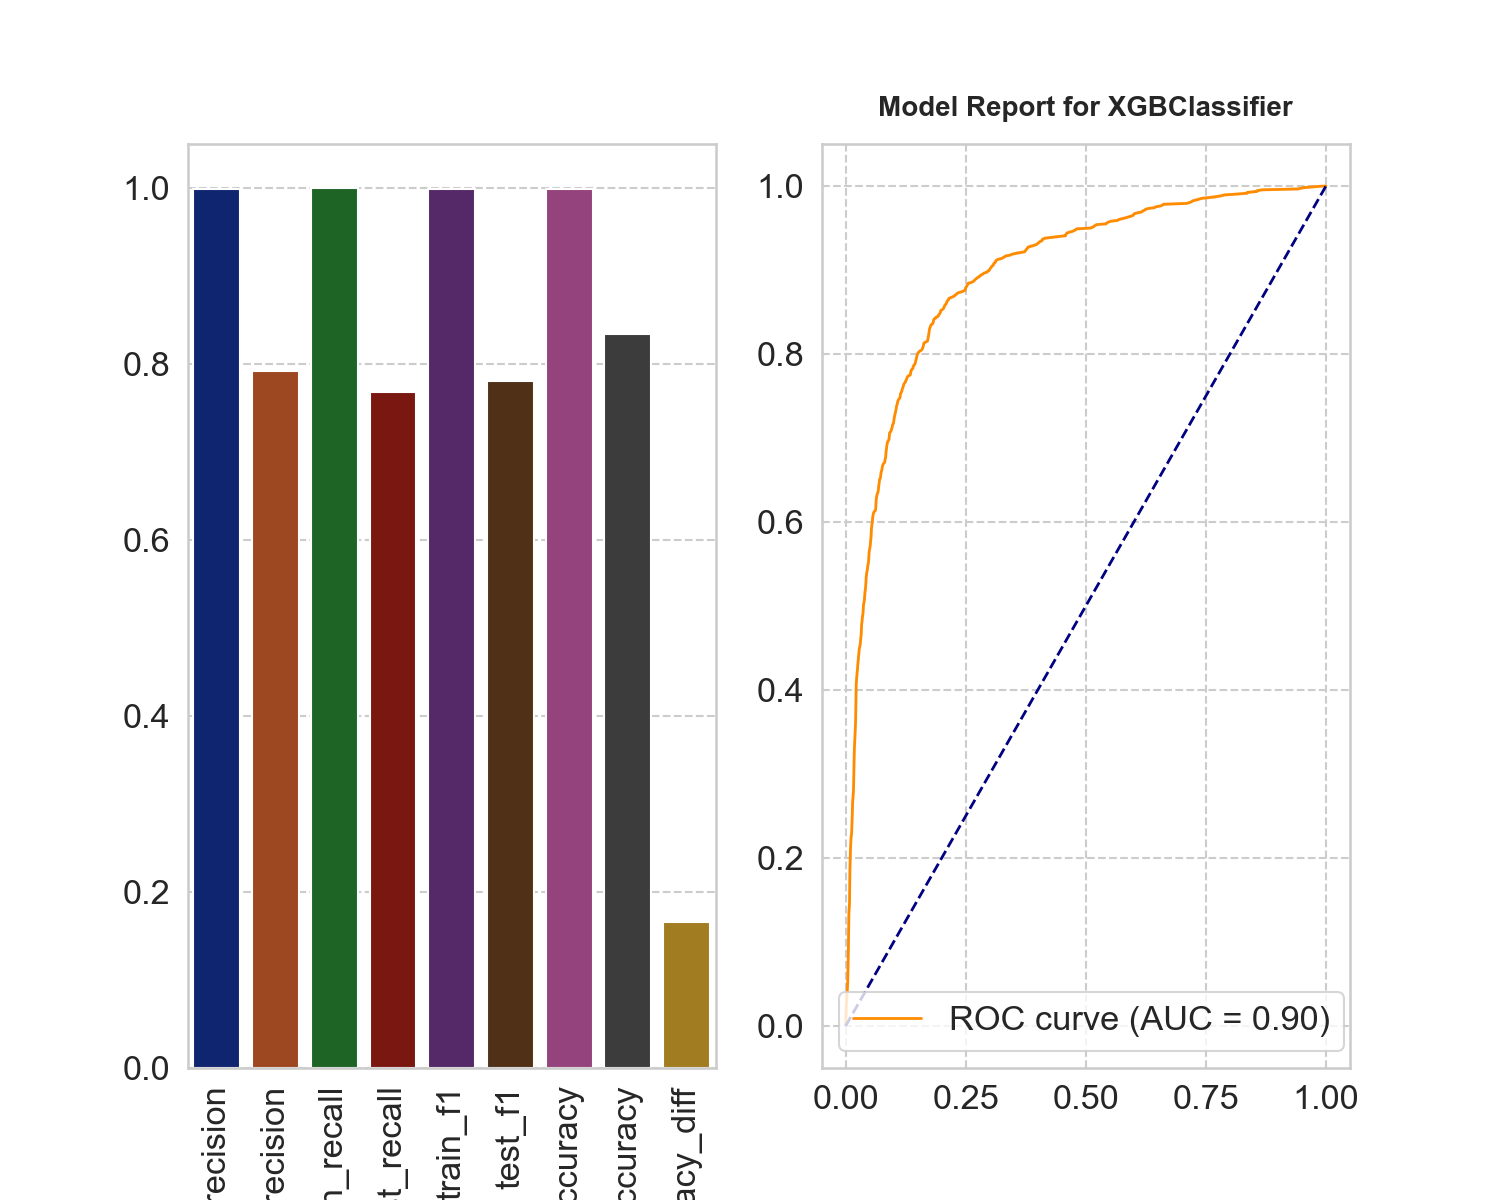 Model Report for XGBClassifier
1.0
0.8
0.6
0.4
0.2
0.0
recision
recision
n_recall
t_recall
train_f1
test_f1
ccuracy
ccuracy
acy_diff
1.0
0.8
0.6
0.4
0.2
0.0
ROC curve (AUC = 0.90)
0.00 0.25 0.50 0.75 1.00